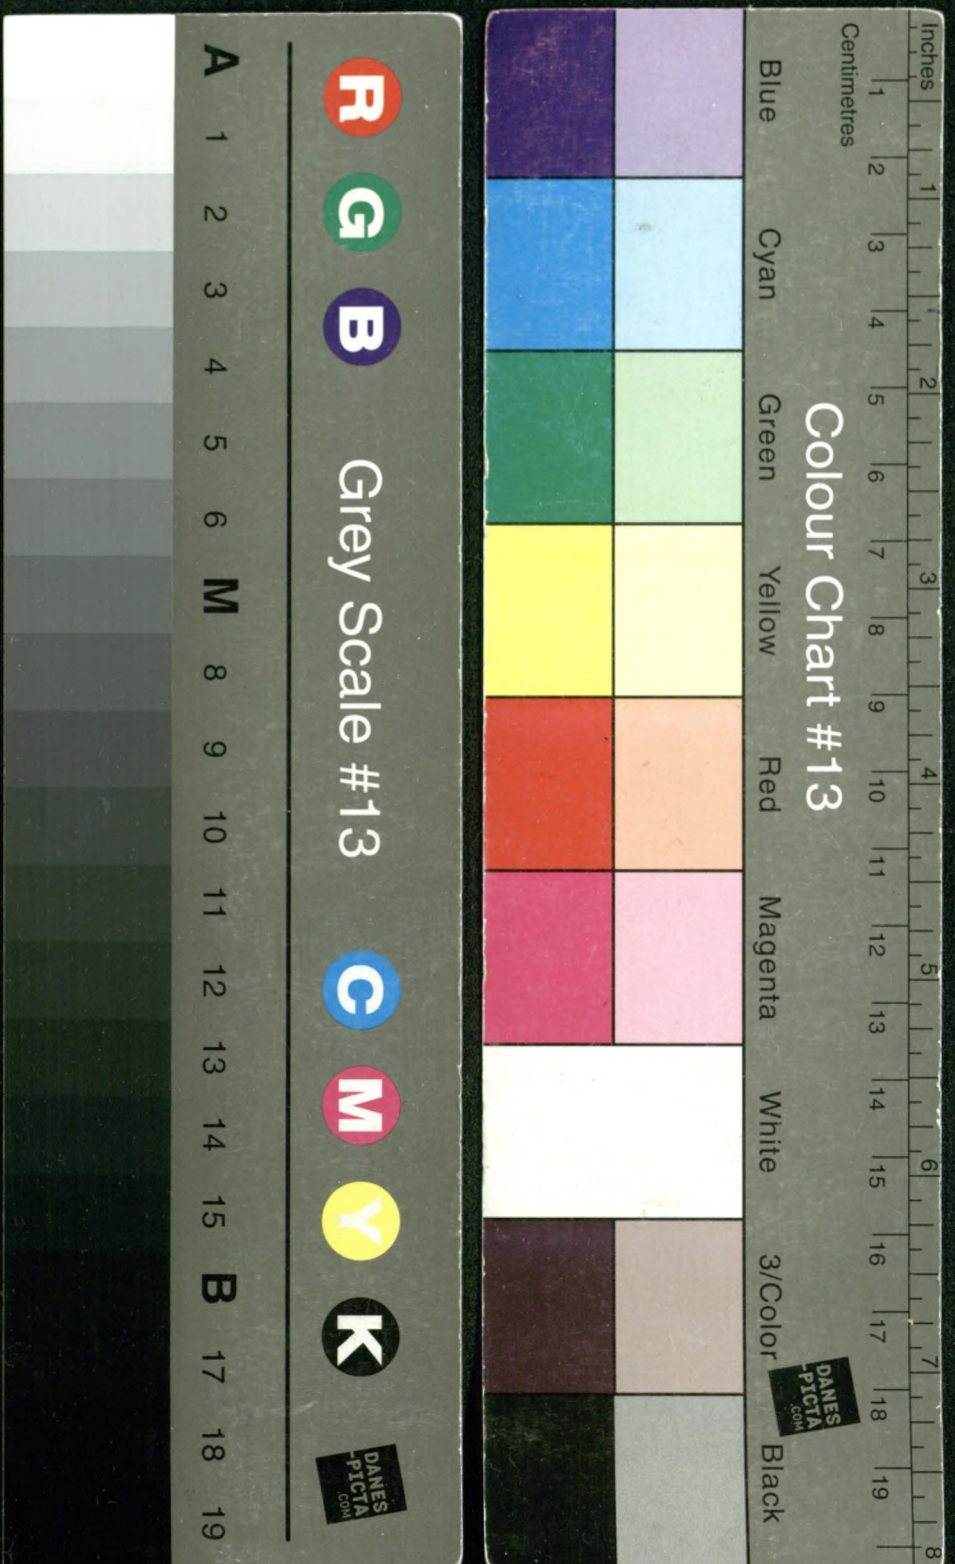 A 1 2 3 4 5 6 M 8 9 10 11 12 13 14 15 B 17 18 19
R G B Grey Scale #13 C M Y K
DANES
-PICTA
.COM
Blue Cyan Green Yellow Red Magenta White 3/Color Black
Colour Chart #13
DANES
-PICTA
.COM
Centimetres
1 2 3 4 5 6 7 8 9 10 11 12 13 14 15 16 17 18 19
Inches 1 2 3 4 5 6 7 8